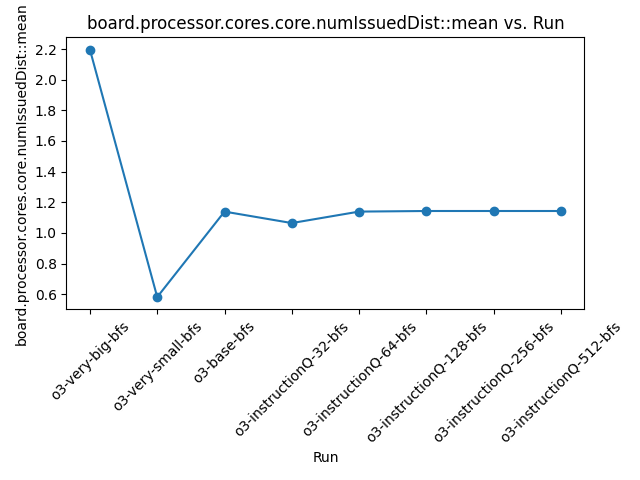 board.processor.cores.core.numIssuedDist::mean vs. Run
board.processor.cores.core.numIssuedDist::mean
2.2
2.0
1.8
1.6
1.4
1.2
1.0
0.8
0.6
o3-very-big-bfs
o3-very-small-bfs
o3-base-bfs
o3-instructionQ-32-bfs
o3-instructionQ-64-bfs
o3-instructionQ-128-bfs
o3-instructionQ-256-bfs
o3-instructionQ-512-bfs
Run